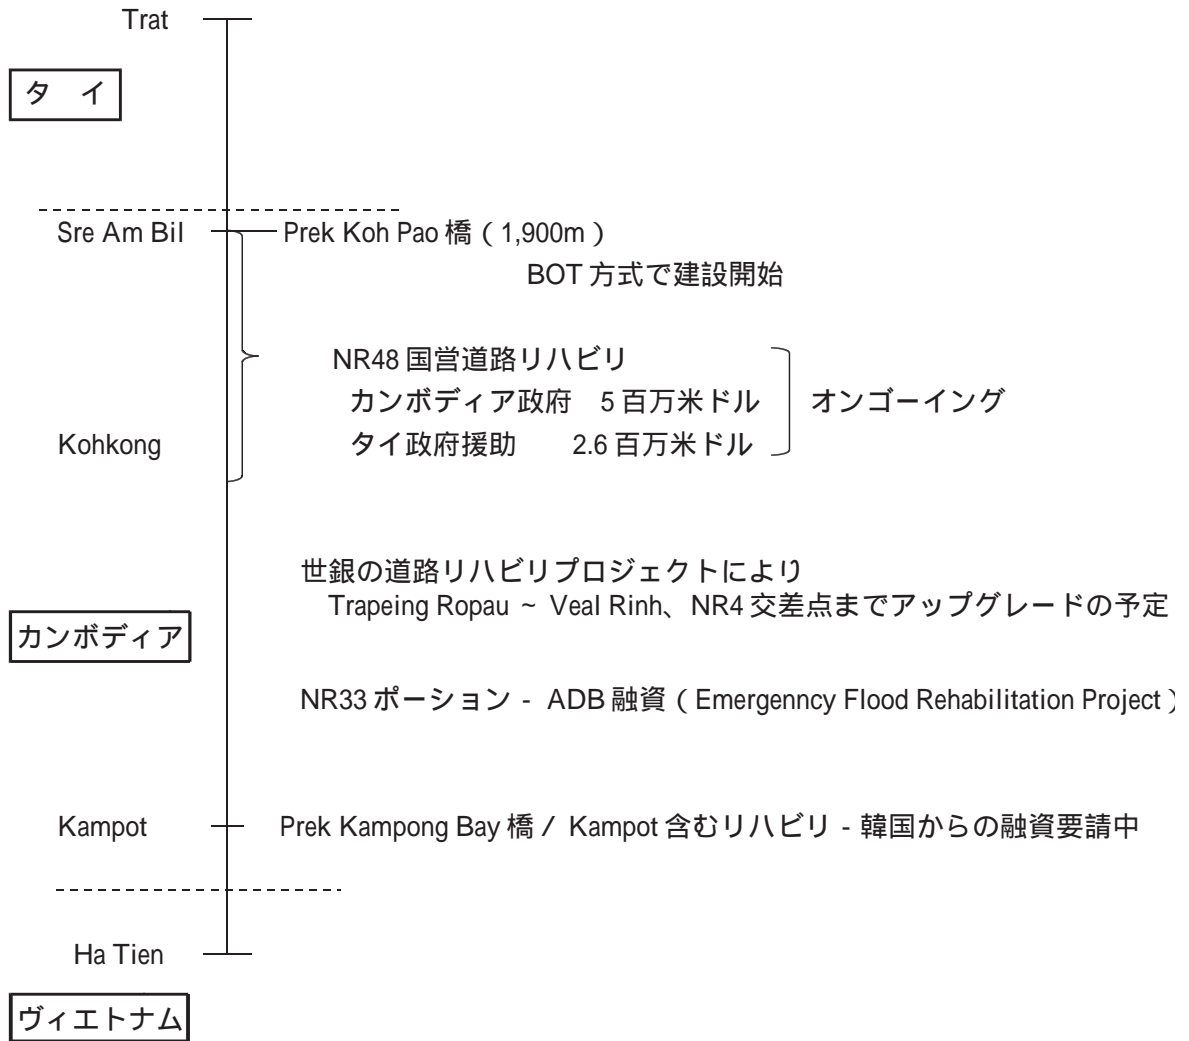 Trat
タ イ
Sre Am Bil Prek Koh Pao 橋（1,900m）
BOT 方式で建設開始
NR48 国営道路リハビリ
カンボディア政府 5 百万米ドル オンゴーイング
Kohkong タイ政府援助 2.6 百万米ドル
世銀の道路リハビリプロジェクトにより
Trapeing Ropau ~ Veal Rinh、NR4 交差点までアップグレードの予定
カンボディア
NR33 ポーション - ADB 融資（Emergenncy Flood Rehabilitation Project）
Kampot Prek Kampong Bay 橋／ Kampot 含むリハビリ - 韓国からの融資要請中
Ha Tien
ヴィエトナム